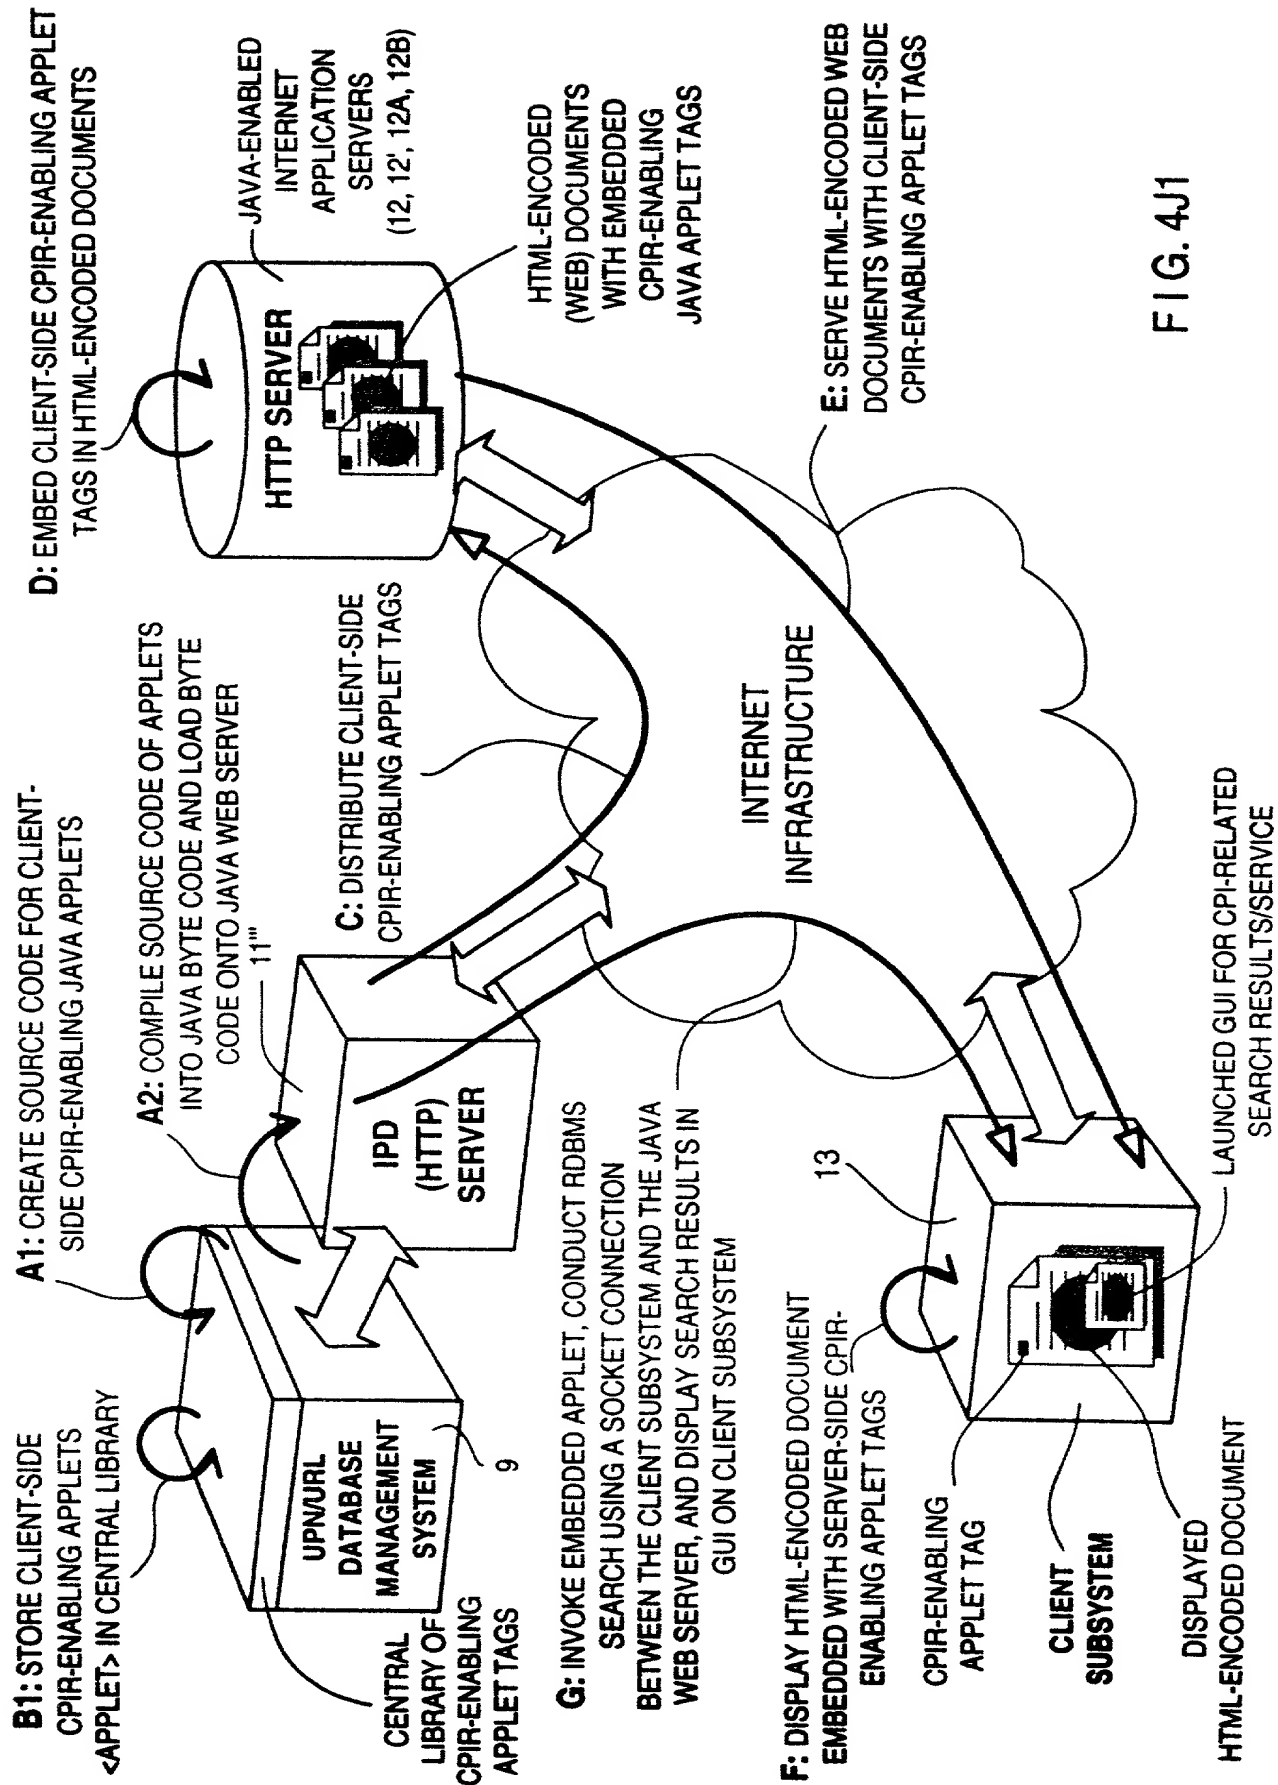 B1: STORE CLIENT-SIDE
CPIR-ENABLING APPLETS
<APPLET> IN CENTRAL LIBRARY
A1: CREATE SOURCE CODE FOR CLIENT-
SIDE CPIR-ENABLING JAVA APPLETS
A2: COMPILE SOURCE CODE OF APPLETS
INTO JAVA BYTE CODE AND LOAD BYTE
CODE ONTO JAVA WEB SERVER
11'''
D: EMBED CLIENT-SIDE CPIR-ENABLING APPLET
TAGS IN HTML-ENCODED DOCUMENTS
JAVA-ENABLED
INTERNET
APPLICATION
SERVERS
(12, 12', 12A, 12B)
HTTP SERVER
HTML-ENCODED
(WEB) DOCUMENTS
WITH EMBEDDED
CPIR-ENABLING
JAVA APPLET TAGS
C: DISTRIBUTE CLIENT-SIDE
CPIR-ENABLING APPLET TAGS
IPD
(HTTP)
SERVER
UPN/URL
DATABASE
MANAGEMENT
SYSTEM
9
CENTRAL
LIBRARY OF
CPIR-ENABLING
APPLET TAGS
G: INVOKE EMBEDDED APPLET, CONDUCT RDBMS
SEARCH USING A SOCKET CONNECTION
BETWEEN THE CLIENT SUBSYSTEM AND THE JAVA
WEB SERVER, AND DISPLAY SEARCH RESULTS IN
GUI ON CLIENT SUBSYSTEM
INTERNET
INFRASTRUCTURE
E: SERVE HTML-ENCODED WEB
DOCUMENTS WITH CLIENT-SIDE
CPIR-ENABLING APPLET TAGS
F: DISPLAY HTML-ENCODED DOCUMENT
EMBEDDED WITH SERVER-SIDE CPIR-
ENABLING APPLET TAGS
13
CPIR-ENABLING
APPLET TAG
CLIENT
SUBSYSTEM
DISPLAYED
HTML-ENCODED DOCUMENT
LAUNCHED GUI FOR CPI-RELATED
SEARCH RESULTS/SERVICE
FIG. 4J1